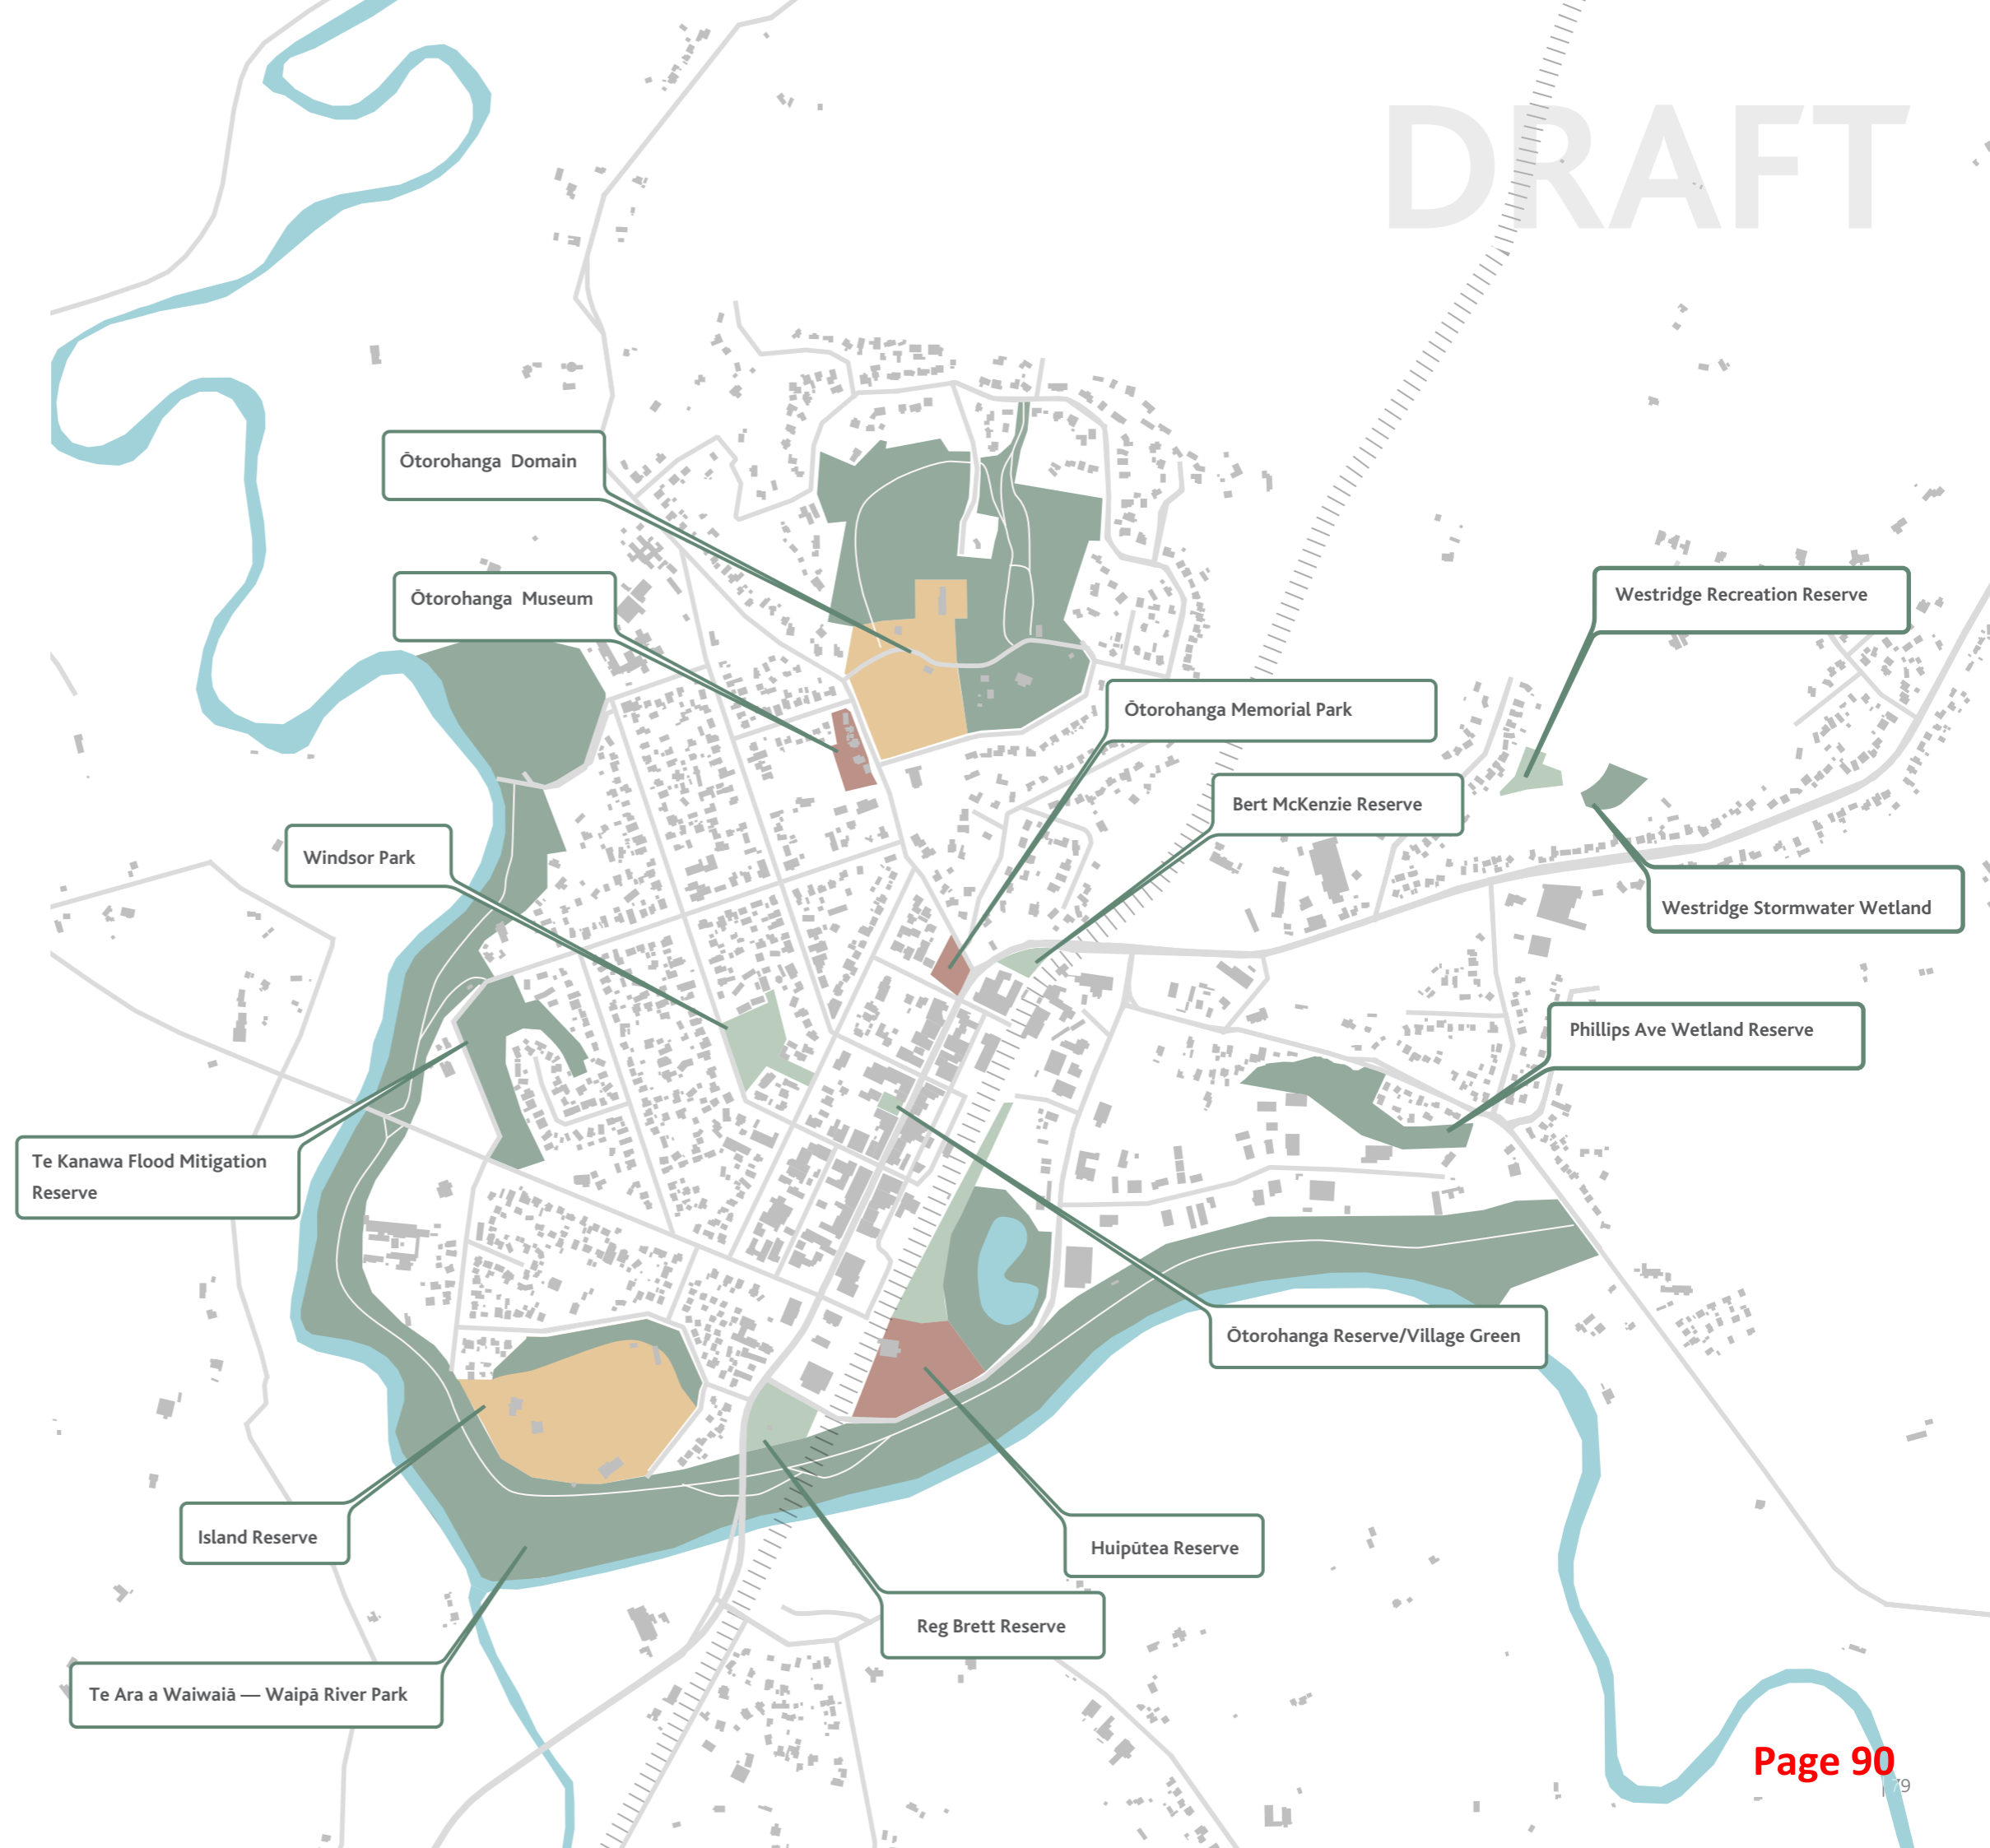 DRAFT
Ōtorohanga Domain
Ōtorohanga Museum
Westridge Recreation Reserve
Ōtorohanga Memorial Park
Bert McKenzie Reserve
Windsor Park
Westridge Stormwater Wetland
Phillips Ave Wetland Reserve
Te Kanawa Flood Mitigation
Reserve
Ōtorohanga Reserve/Village Green
Island Reserve
Huipūtea Reserve
Reg Brett Reserve
Te Ara a Waiwaiā — Waipā River Park
Page 90
| 79